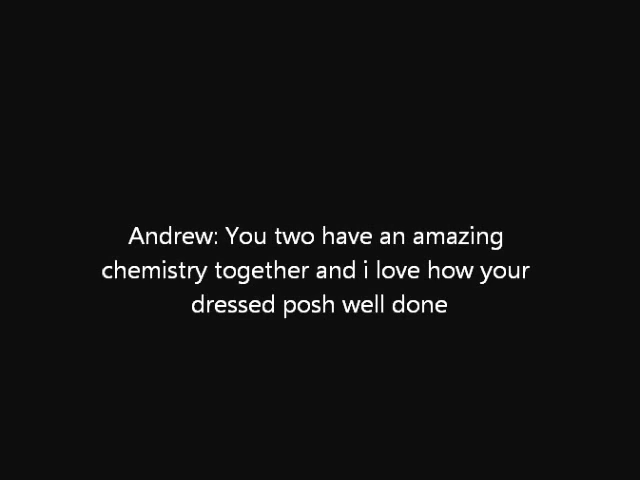 Andrew: You two have an amazing
chemistry together and i love how your
dressed posh well done